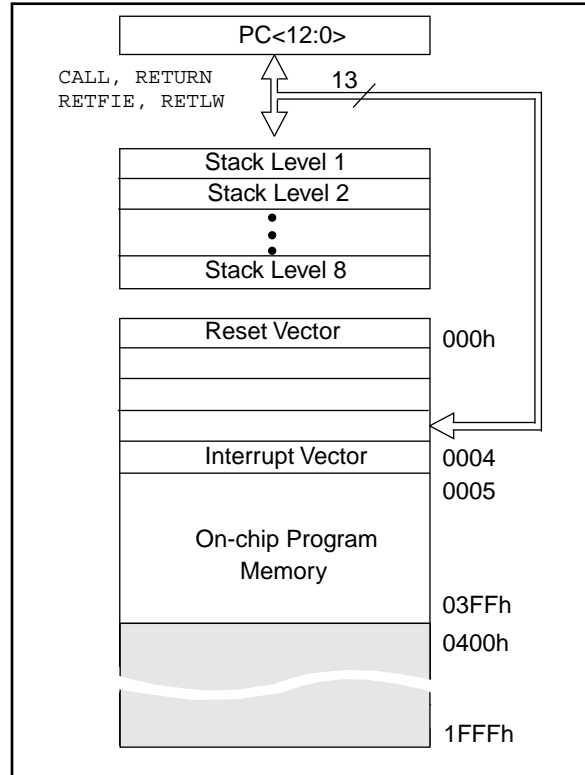 PC<12:0>
CALL, RETURN
RETFIE, RETLW
13
Stack Level 1
Stack Level 2
Stack Level 8
Reset Vector
000h
Interrupt Vector
0004
0005
On-chip Program
Memory
03FFh
0400h
1FFFh